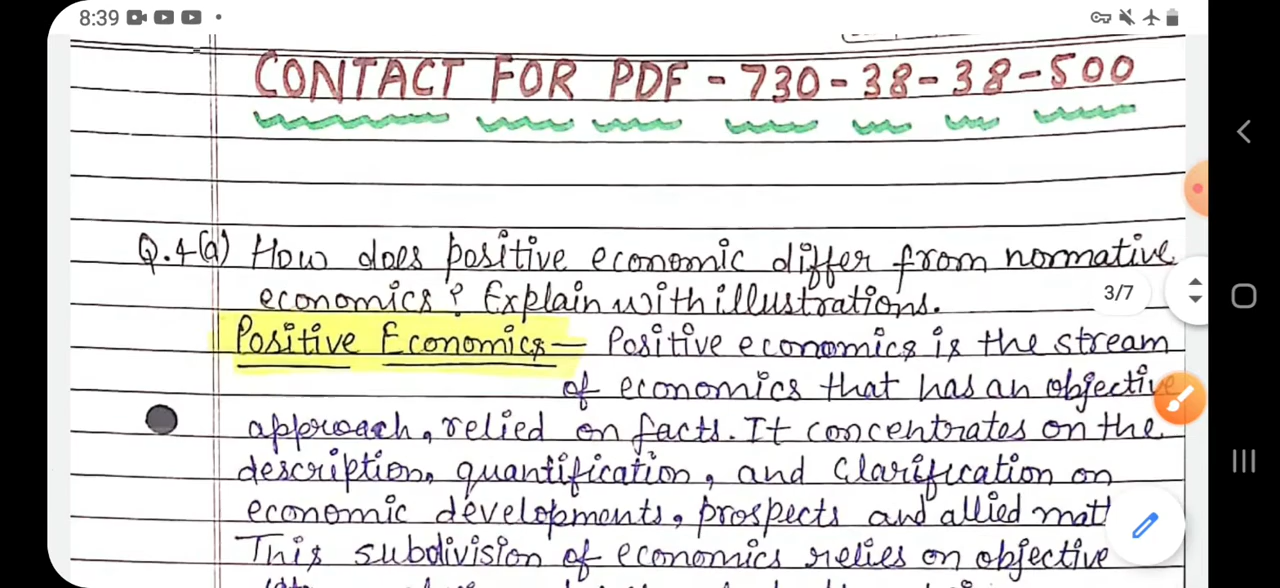 8:39
CONTACT FOR PDF - 730-38-38-500
Q.4(a) How does positive economic differ from normative
economics? Explain with illustrations.
3/7
Positive Economics — Positive economics is the stream
of economics that has an objective
approach, relied on facts. It concentrates on the
description, quantification, and clarification on
economic developments, prospects and allied matt
This subdivision of economics relies on objective